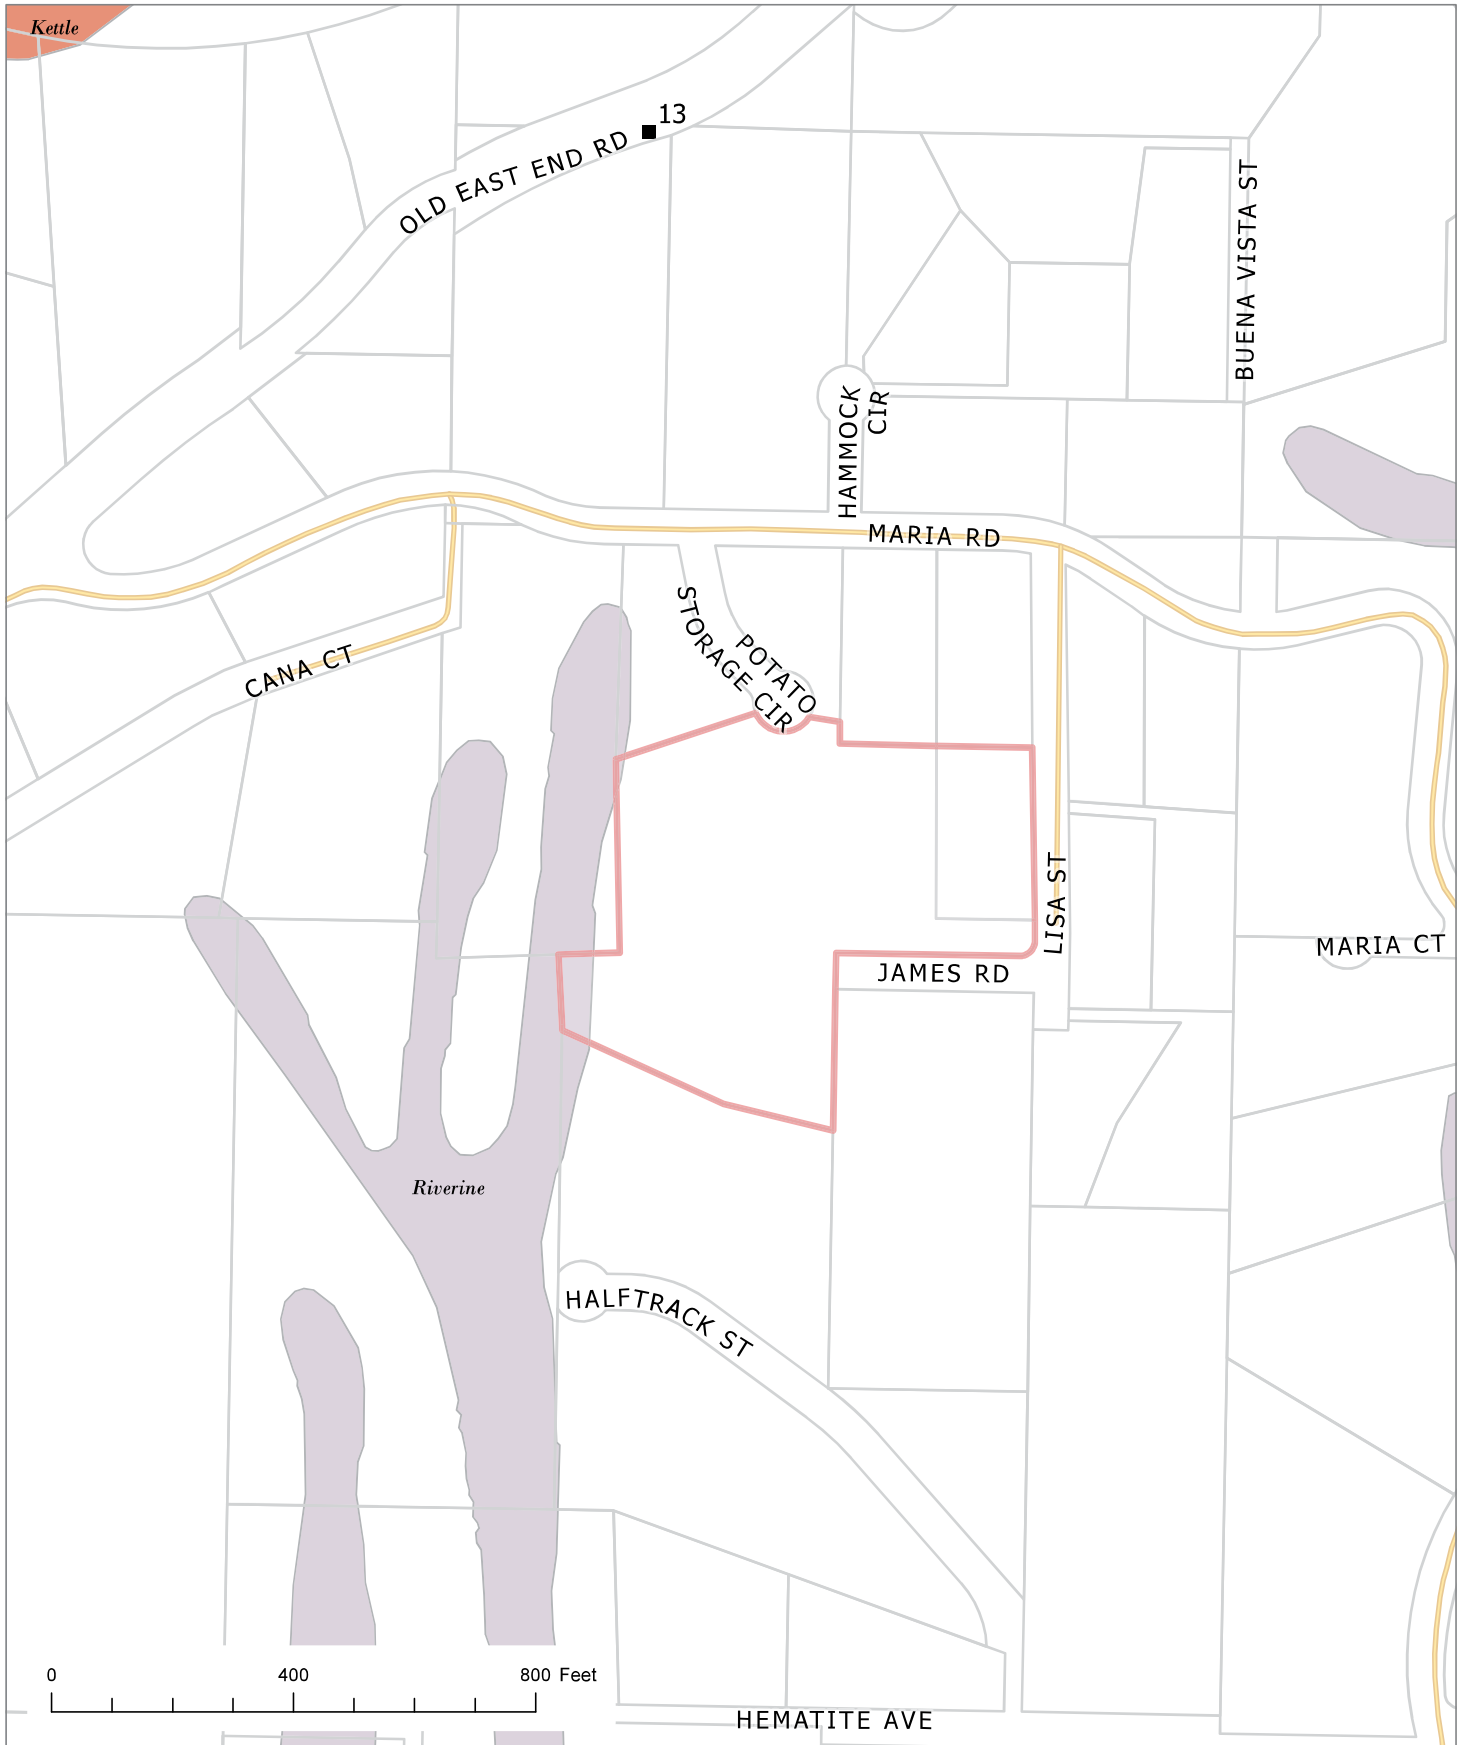 Kettle
13
OLD EAST END RD
BUENA VISTA ST
HAMMOCK
CIR
MARIA RD
POTATO
STORAGE CIR
CANA CT
LISA ST
MARIA CT
JAMES RD
Riverine
HALFTRACK ST
0 400 800 Feet
HEMATITE AVE